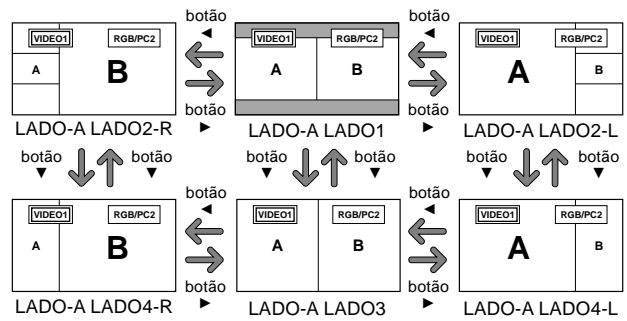 botão ◄ botão ◄
VIDEO1 RGB/PC2 VIDEO1 RGB/PC2 VIDEO1 RGB/PC2
A B A B A B
botão ► botão ►
LADO-A LADO2-R LADO-A LADO1 LADO-A LADO2-L
botão ▼ botão ▼ botão ▼ botão ▼ botão ▼ botão ▼
botão ◄ botão ◄
VIDEO1 RGB/PC2 VIDEO1 RGB/PC2 VIDEO1 RGB/PC2
A B A B A B
botão ► botão ►
LADO-A LADO4-R LADO-A LADO3 LADO-A LADO4-L